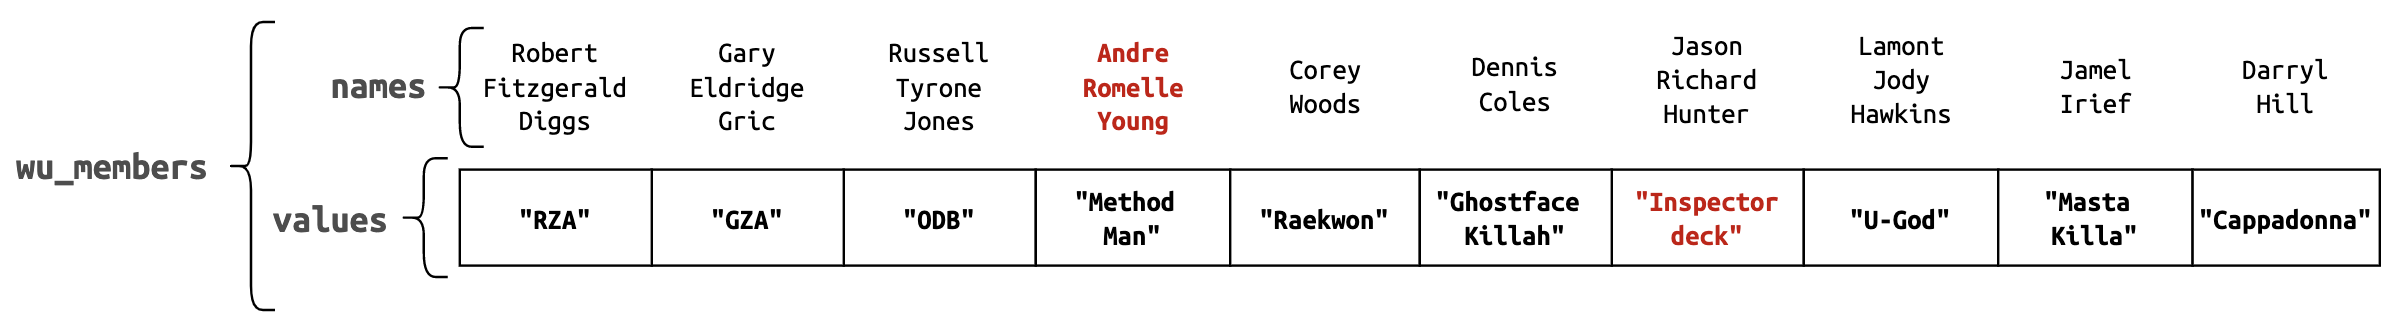 wu_members
names
Robert
Fitzgerald
Diggs
Gary
Eldridge
Gric
Russell
Tyrone
Jones
Andre
Romelle
Young
Corey
Woods
Dennis
Coles
Jason
Richard
Hunter
Lamont
Jody
Hawkins
Jamel
Irief
Darryl
Hill
values
"RZA"
"GZA"
"ODB"
"Method
Man"
"Raekwon"
"Ghostface
Killah"
"Inspector
deck"
"U-God"
"Masta
Killa"
"Cappadonna"